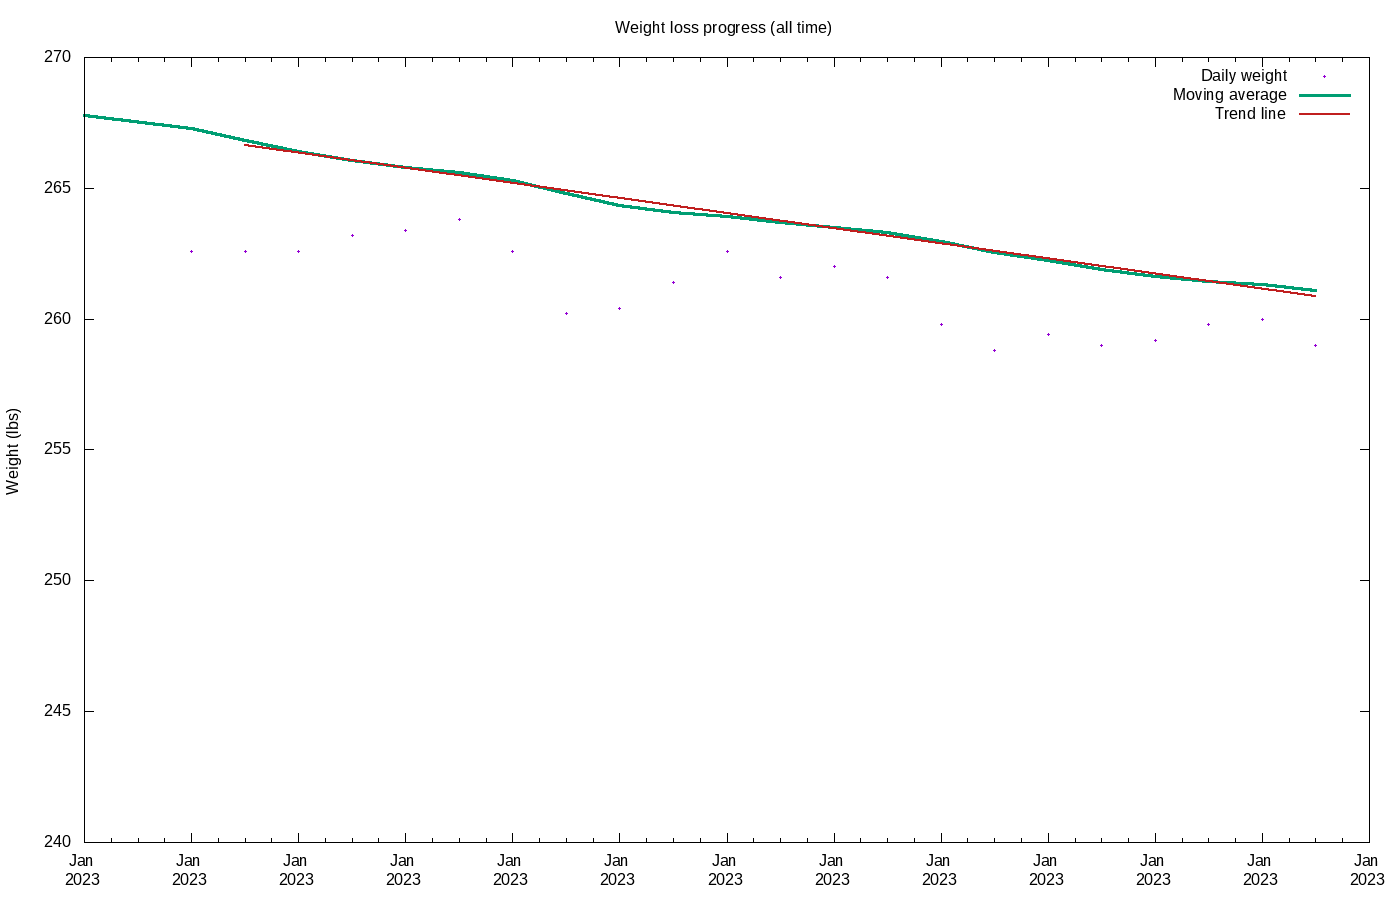 Weight loss progress (all time)
270
265
260
255
250
245
240
Weight (lbs)
Daily weight
Moving average
Trend line
Jan Jan Jan Jan Jan Jan Jan Jan Jan Jan Jan Jan Jan
2023 2023 2023 2023 2023 2023 2023 2023 2023 2023 2023 2023 2023